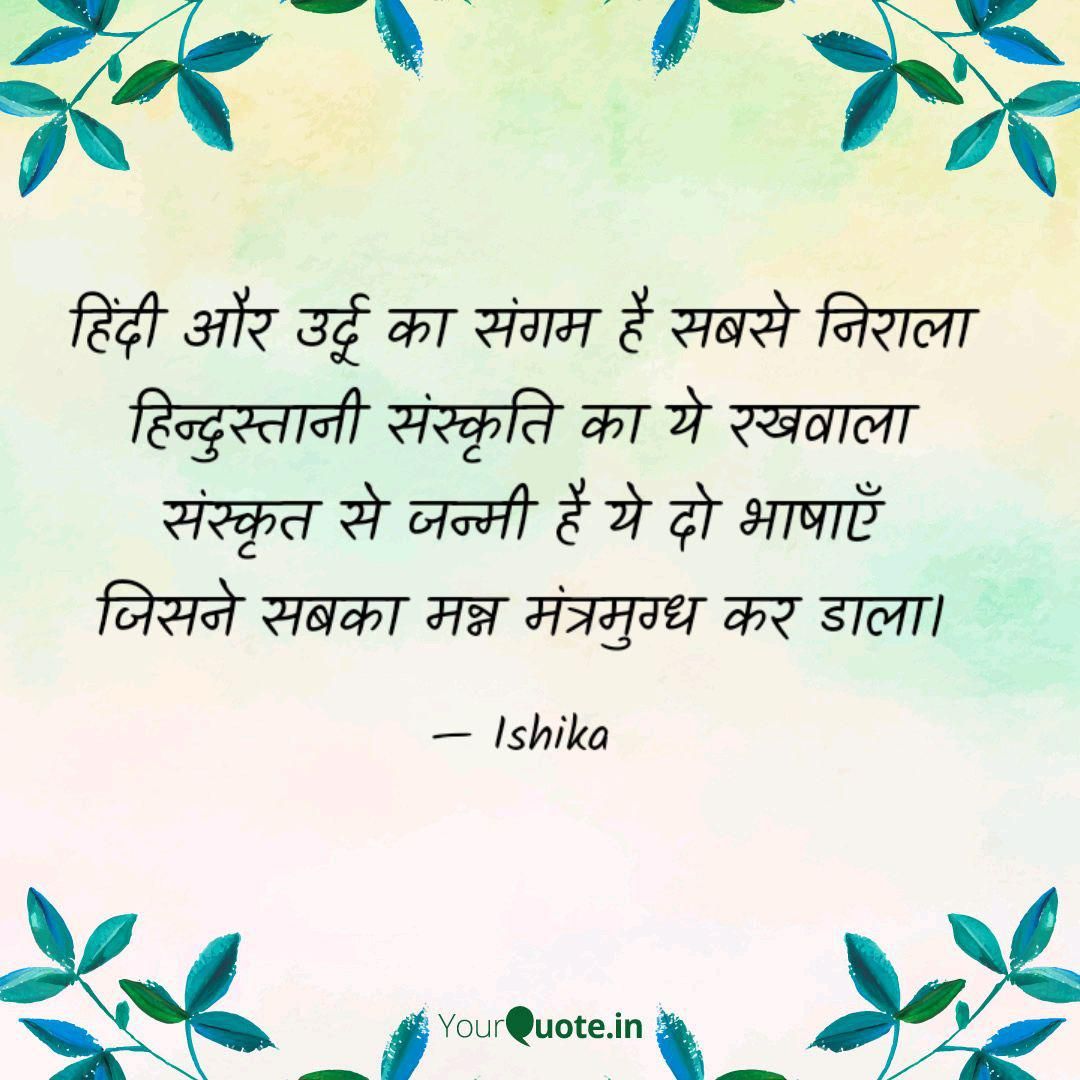 हिंदी और उर्दू का संगम है सबसे निराला
हिन्दुस्तानी संस्कृति का ये रखवाला
संस्कृत से जन्मी है ये दो भाषाएँ
जिसने सबका मन्न मंत्रमुग्ध कर डाला।
— Ishika
YourQuote.in